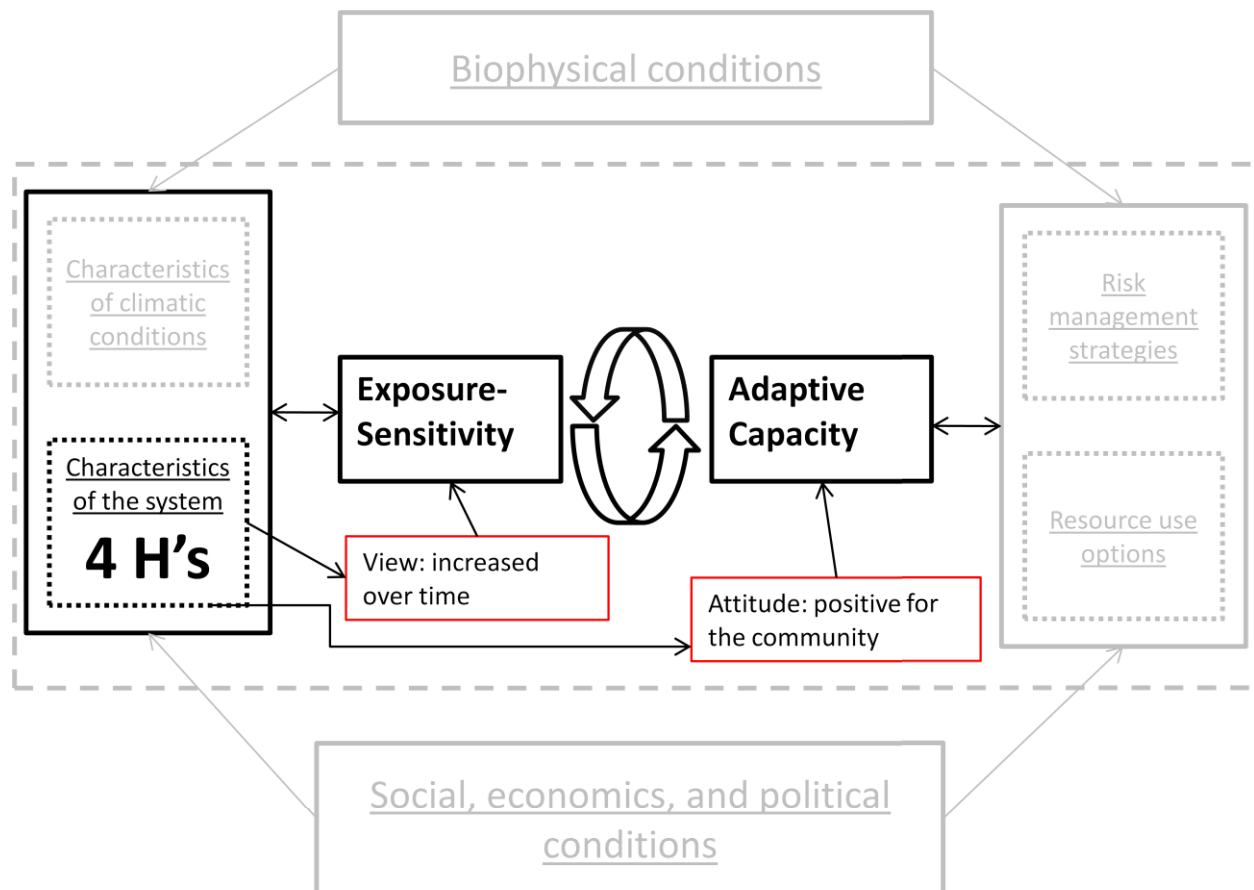 Biophysical conditions
Characteristics
of climatic
conditions
Characteristics
of the system
4 H's
Exposure-
Sensitivity
View: increased
over time
Adaptive
Capacity
Attitude: positive for
the community
Risk
management
strategies
Resource use
options
Social, economics, and political
conditions